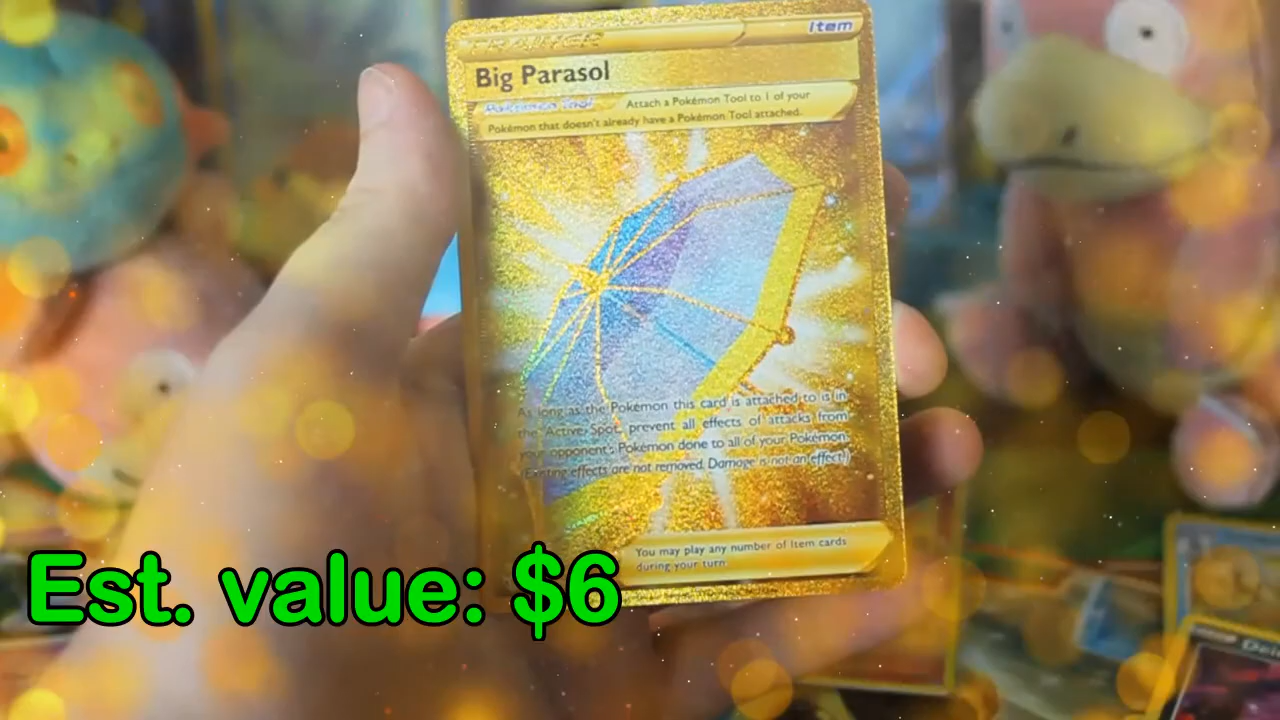 TRAINER
Item
Big Parasol
Pokémon Tool
Attach a Pokémon Tool to 1 of your
Pokémon that doesn't already have a Pokémon Tool attached.
As long as the Pokémon this card is attached to is in
the Active Spot, prevent all effects of attacks from
your opponent's Pokémon done to all of your Pokémon.
(Existing effects are not removed. Damage is not an effect.)
You may play any number of Item cards
during your turn.
Est. value: $6